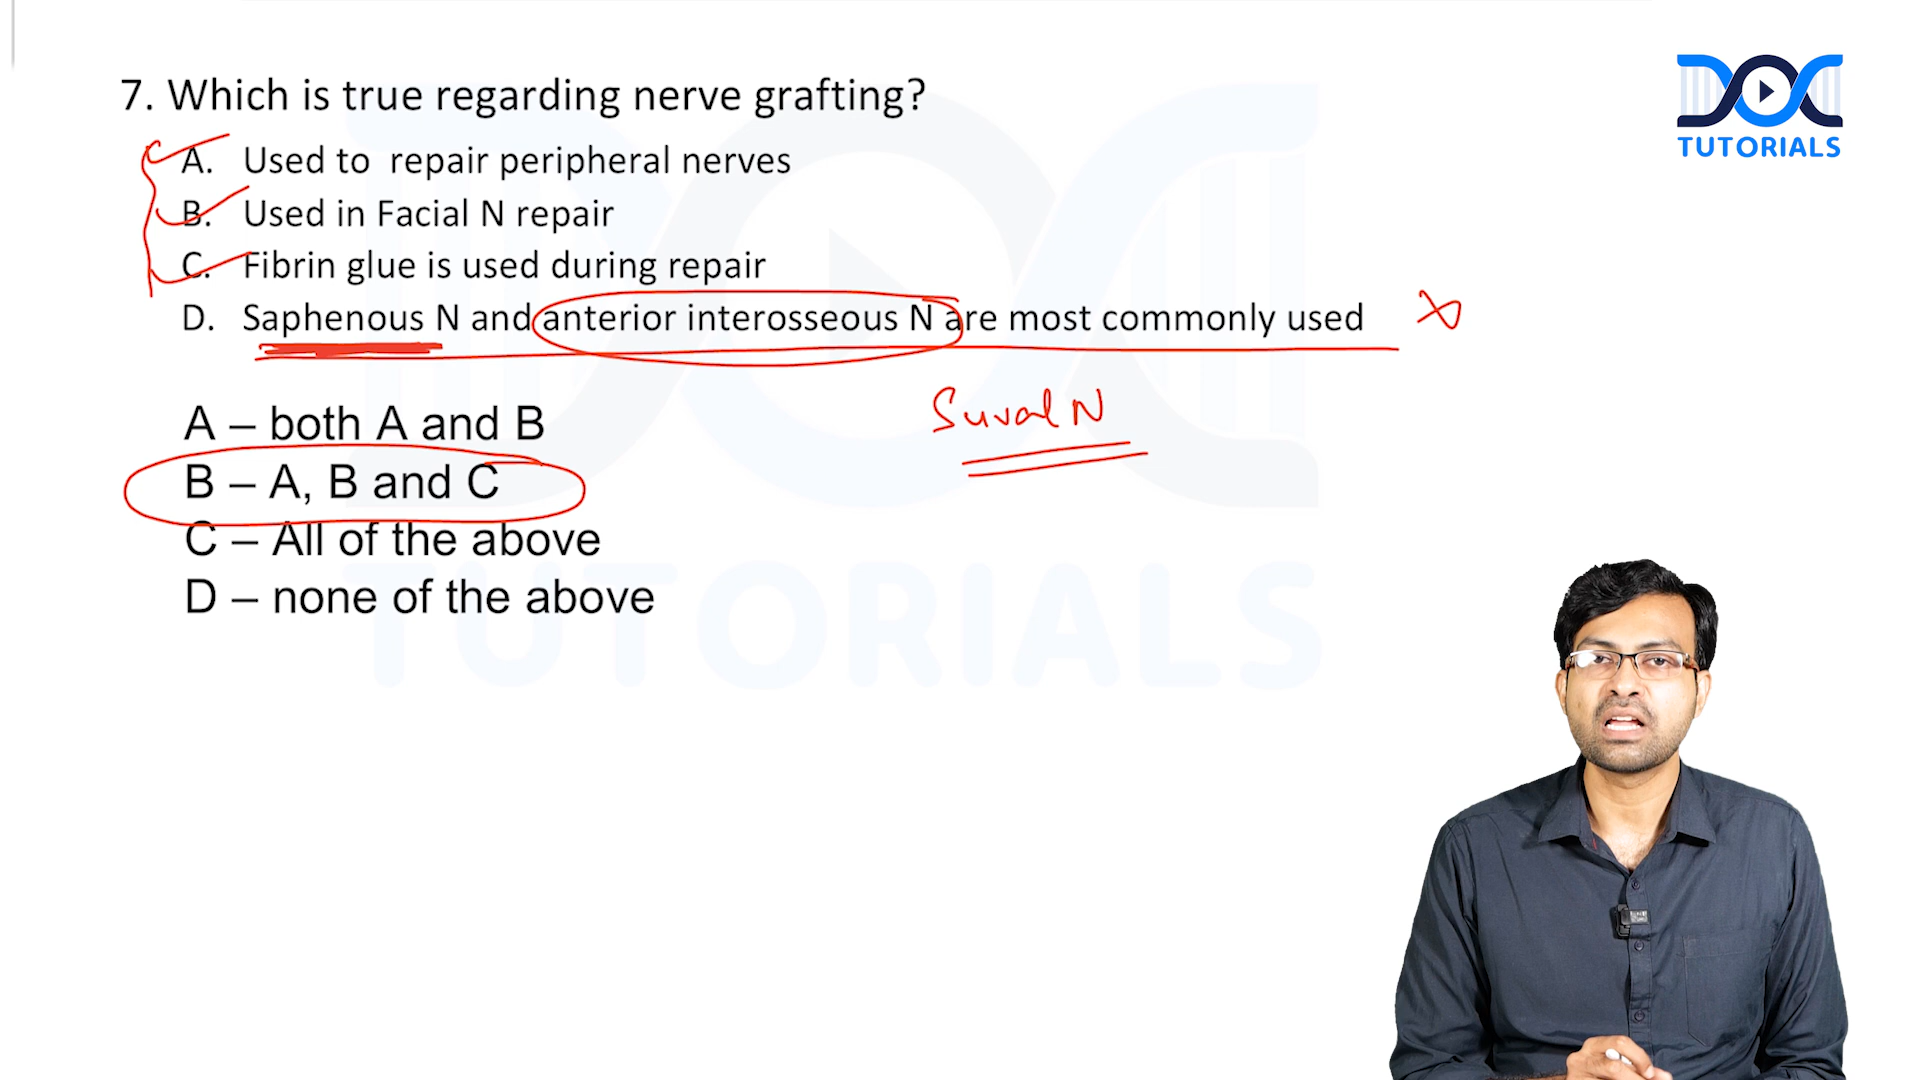 7. Which is true regarding nerve grafting?
A. Used to repair peripheral nerves
B. Used in Facial N repair
C. Fibrin glue is used during repair
D. Saphenous N and anterior interosseous N are most commonly used
Sural N
A – both A and B
B – A, B and C
C – All of the above
D – none of the above
DOC
TUTORIALS
TUTORIALS